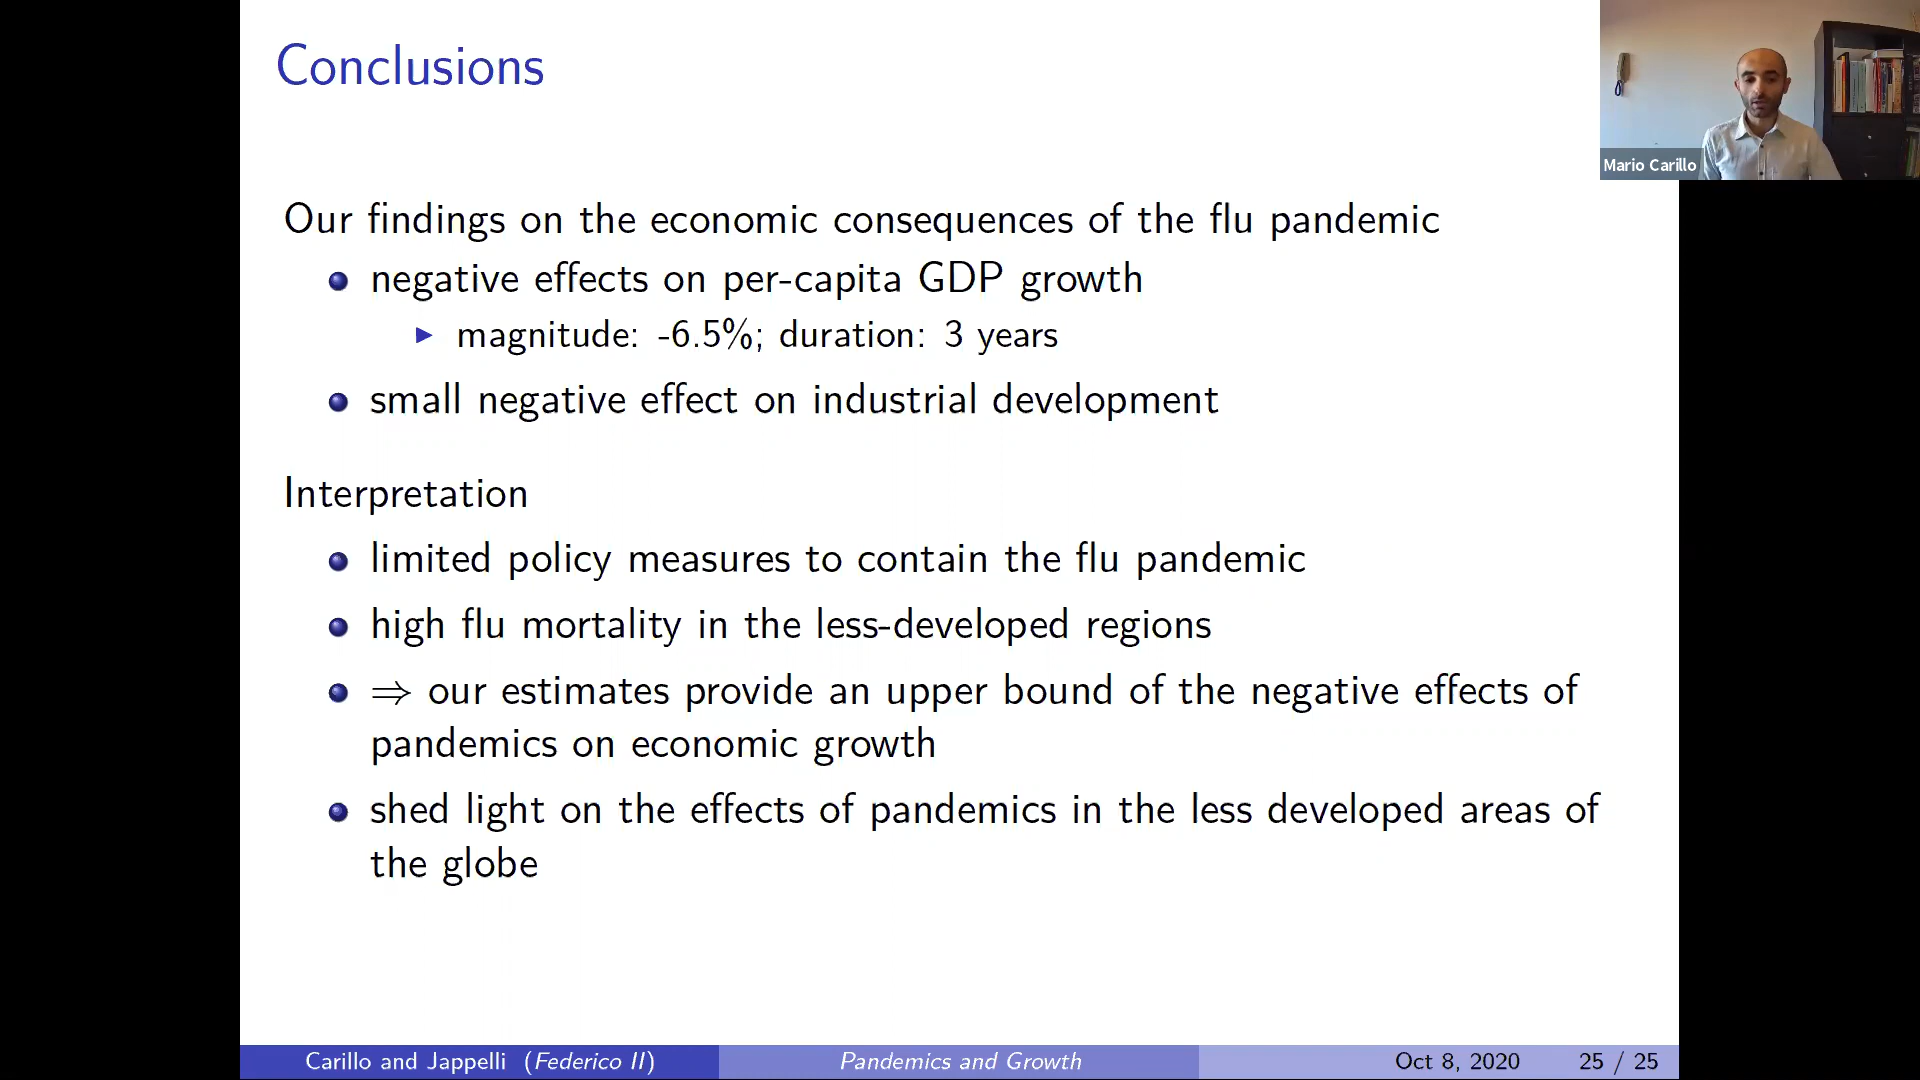 Conclusions
Mario Carillo
Our findings on the economic consequences of the flu pandemic
negative effects on per-capita GDP growth
magnitude: -6.5%; duration: 3 years
small negative effect on industrial development
Interpretation
limited policy measures to contain the flu pandemic
high flu mortality in the less-developed regions
⇒ our estimates provide an upper bound of the negative effects of
pandemics on economic growth
shed light on the effects of pandemics in the less developed areas of
the globe
Carillo and Jappelli (Federico II) Pandemics and Growth Oct 8, 2020 25 / 25